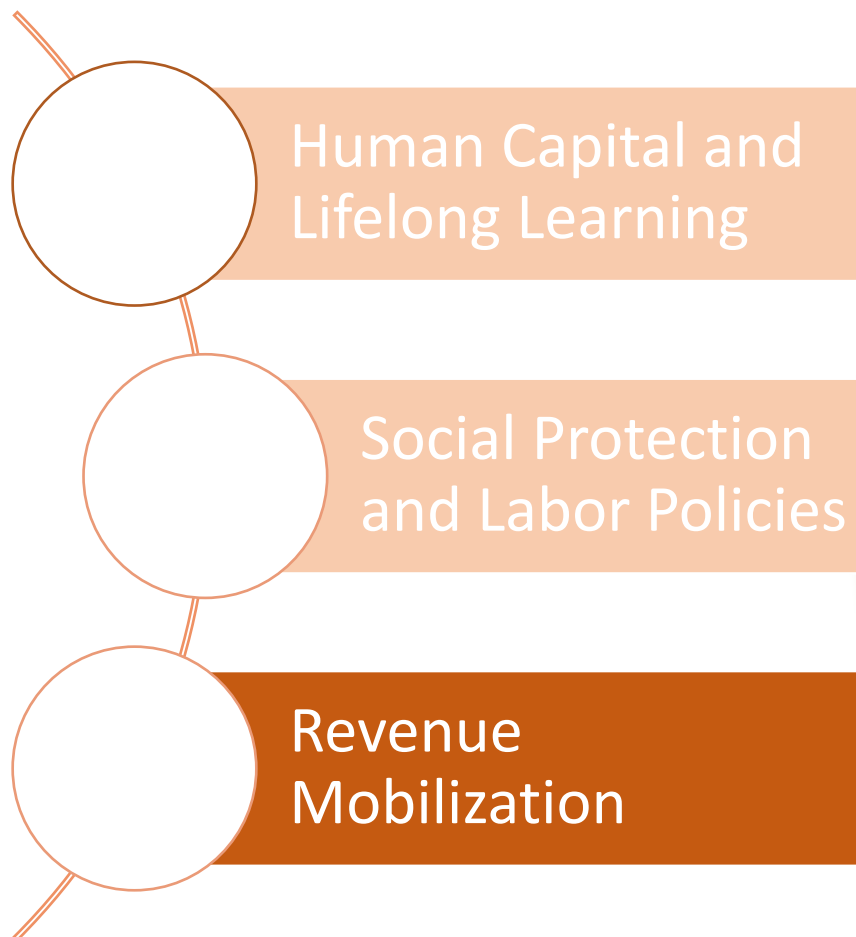 Human Capital and
Lifelong Learning
Social Protection
and Labor Policies
Revenue
Mobilization